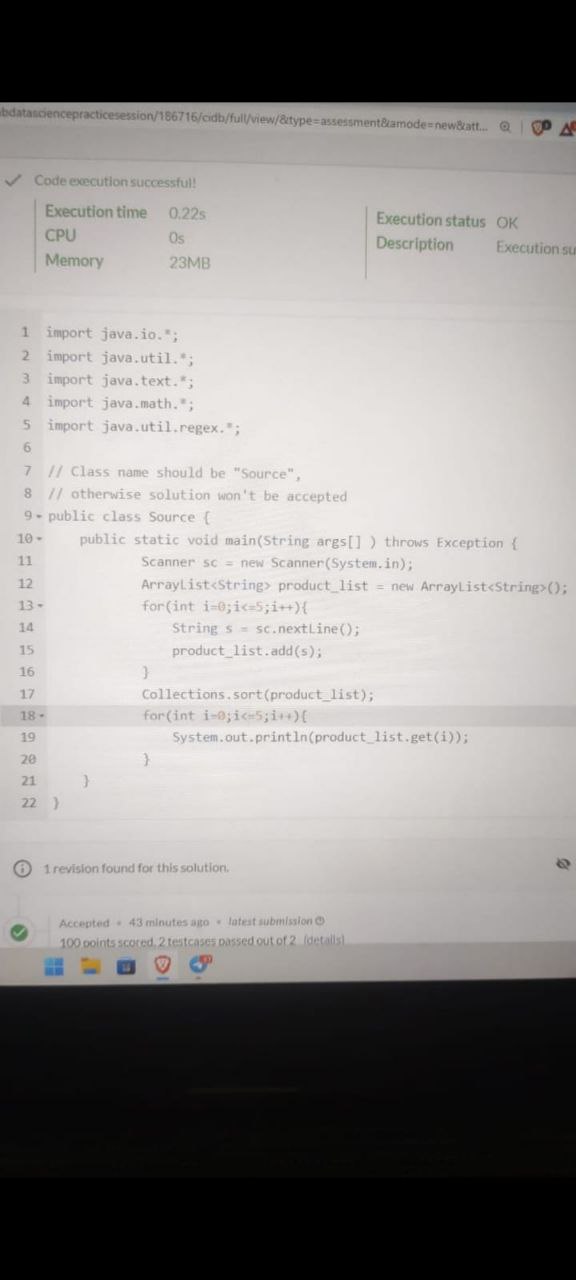 bdatasciencepracticesession/186716/cidb/full/view/&type=assessment&amode=new&att...
Code execution successful!
Execution time 0.22s
CPU 0s
Memory 23MB
Execution status OK
Description Execution su
1 import java.io.*;
2 import java.util.*;
3 import java.text.*;
4 import java.math.*;
5 import java.util.regex.*;
6
7 // Class name should be "Source",
8 // otherwise solution won't be accepted
9 public class Source {
10 public static void main(String args[] ) throws Exception {
11 Scanner sc = new Scanner(System.in);
12 ArrayList<String> product_list = new ArrayList<String>();
13 for(int i=0;i<=5;i++){
14 String s = sc.nextLine();
15 product_list.add(s);
16 }
17 Collections.sort(product_list);
18 for(int i=0;i<=5;i++){
19 System.out.println(product_list.get(i));
20 }
21 }
22 }
1 revision found for this solution.
Accepted • 43 minutes ago • latest submission
100 points scored, 2 testcases passed out of 2 (details)